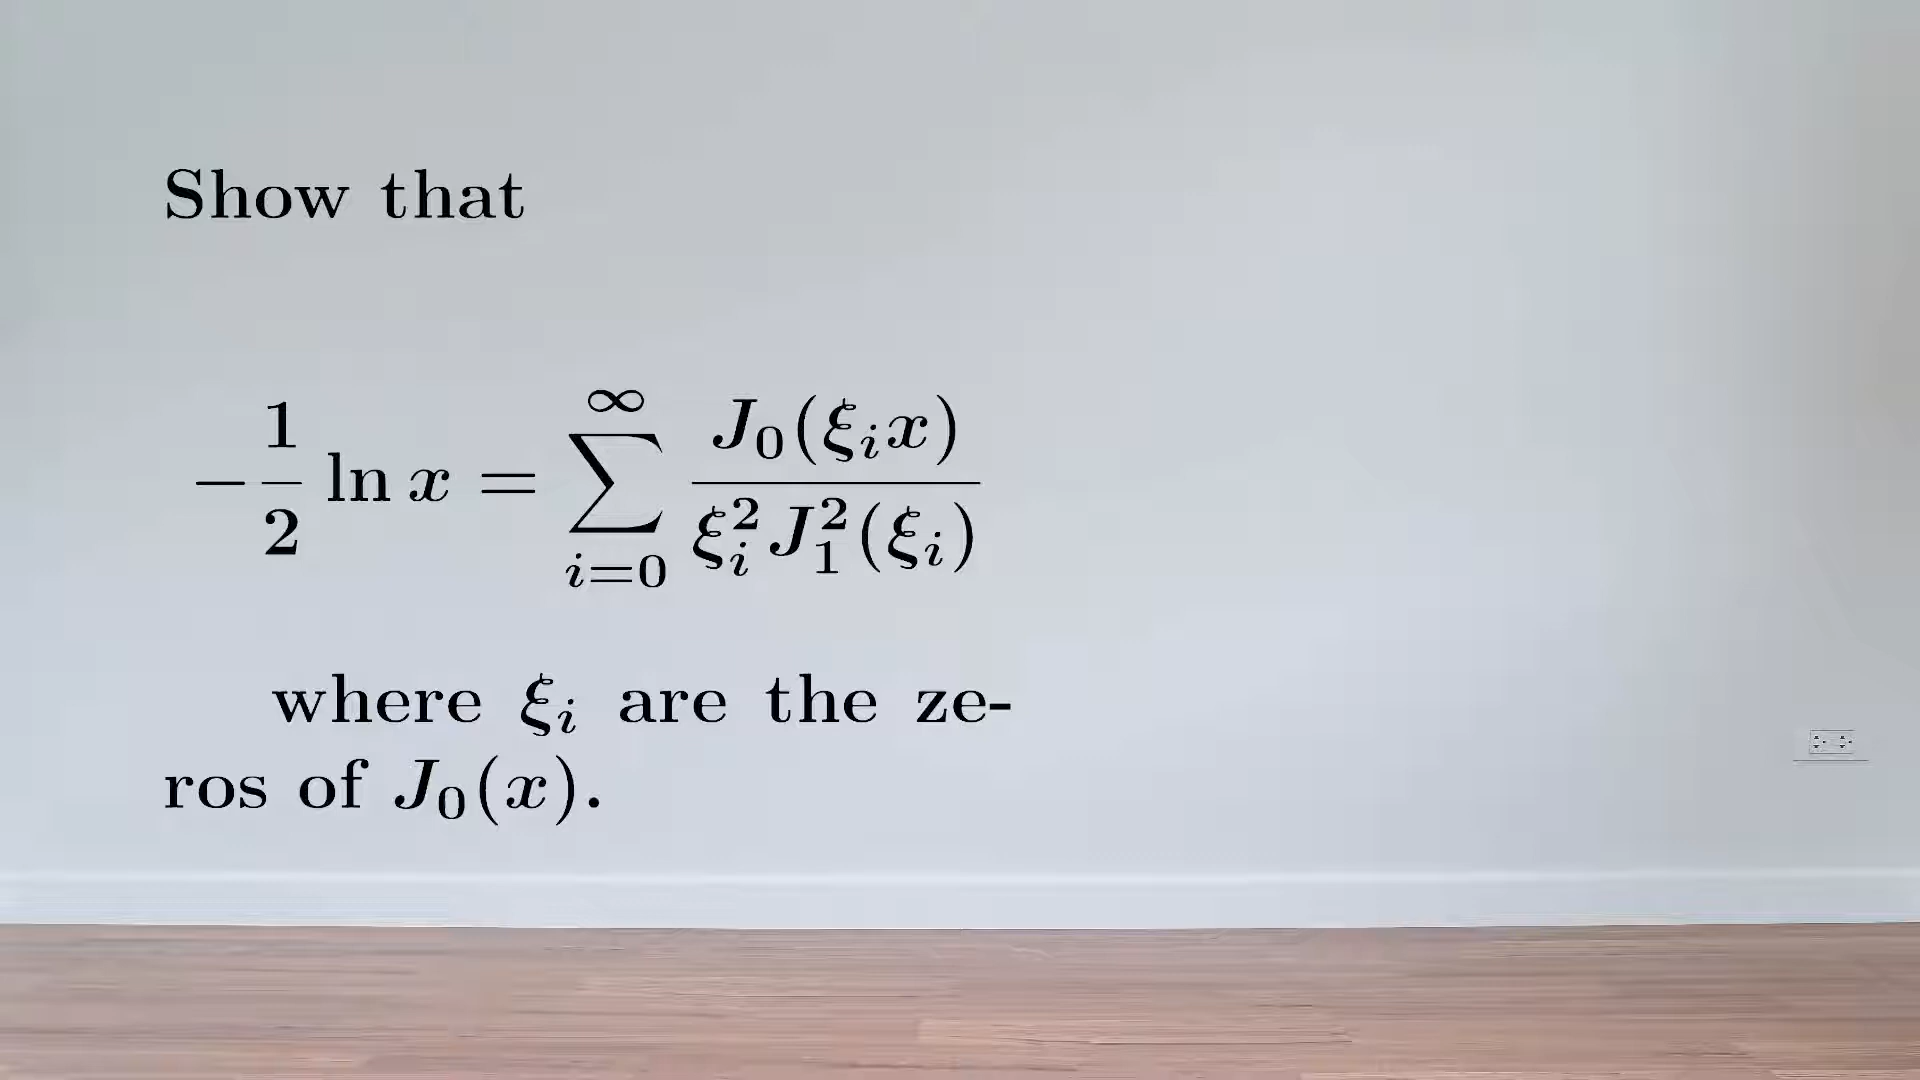 Show that
$-\frac{1}{2} \ln x = \sum_{i=0}^{\infty} \frac{J_0(\xi_i x)}{\xi_i^2 J_1^2(\xi_i)}$
where $\xi_i$ are the ze-
ros of $J_0(x)$.